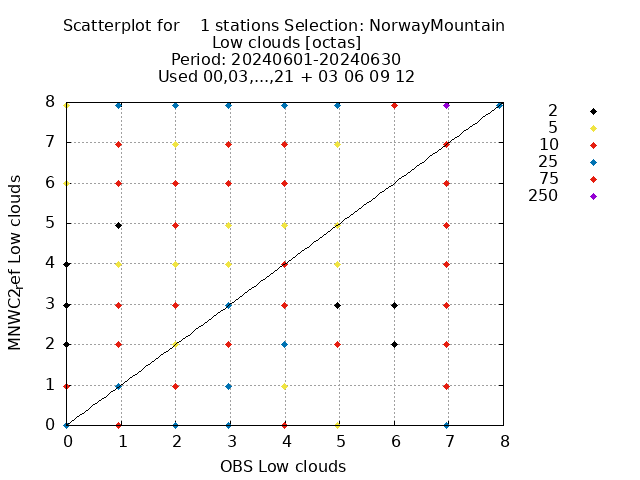 Scatterplot for 1 stations Selection: NorwayMountain
Low clouds [octas]
Period: 20240601-20240630
Used 00,03,...,21 + 03 06 09 12
8
7
6
5
4
3
2
1
0
0 1 2 3 4 5 6 7 8
MNWC2ref Low clouds
OBS Low clouds
2
5
10
25
75
250